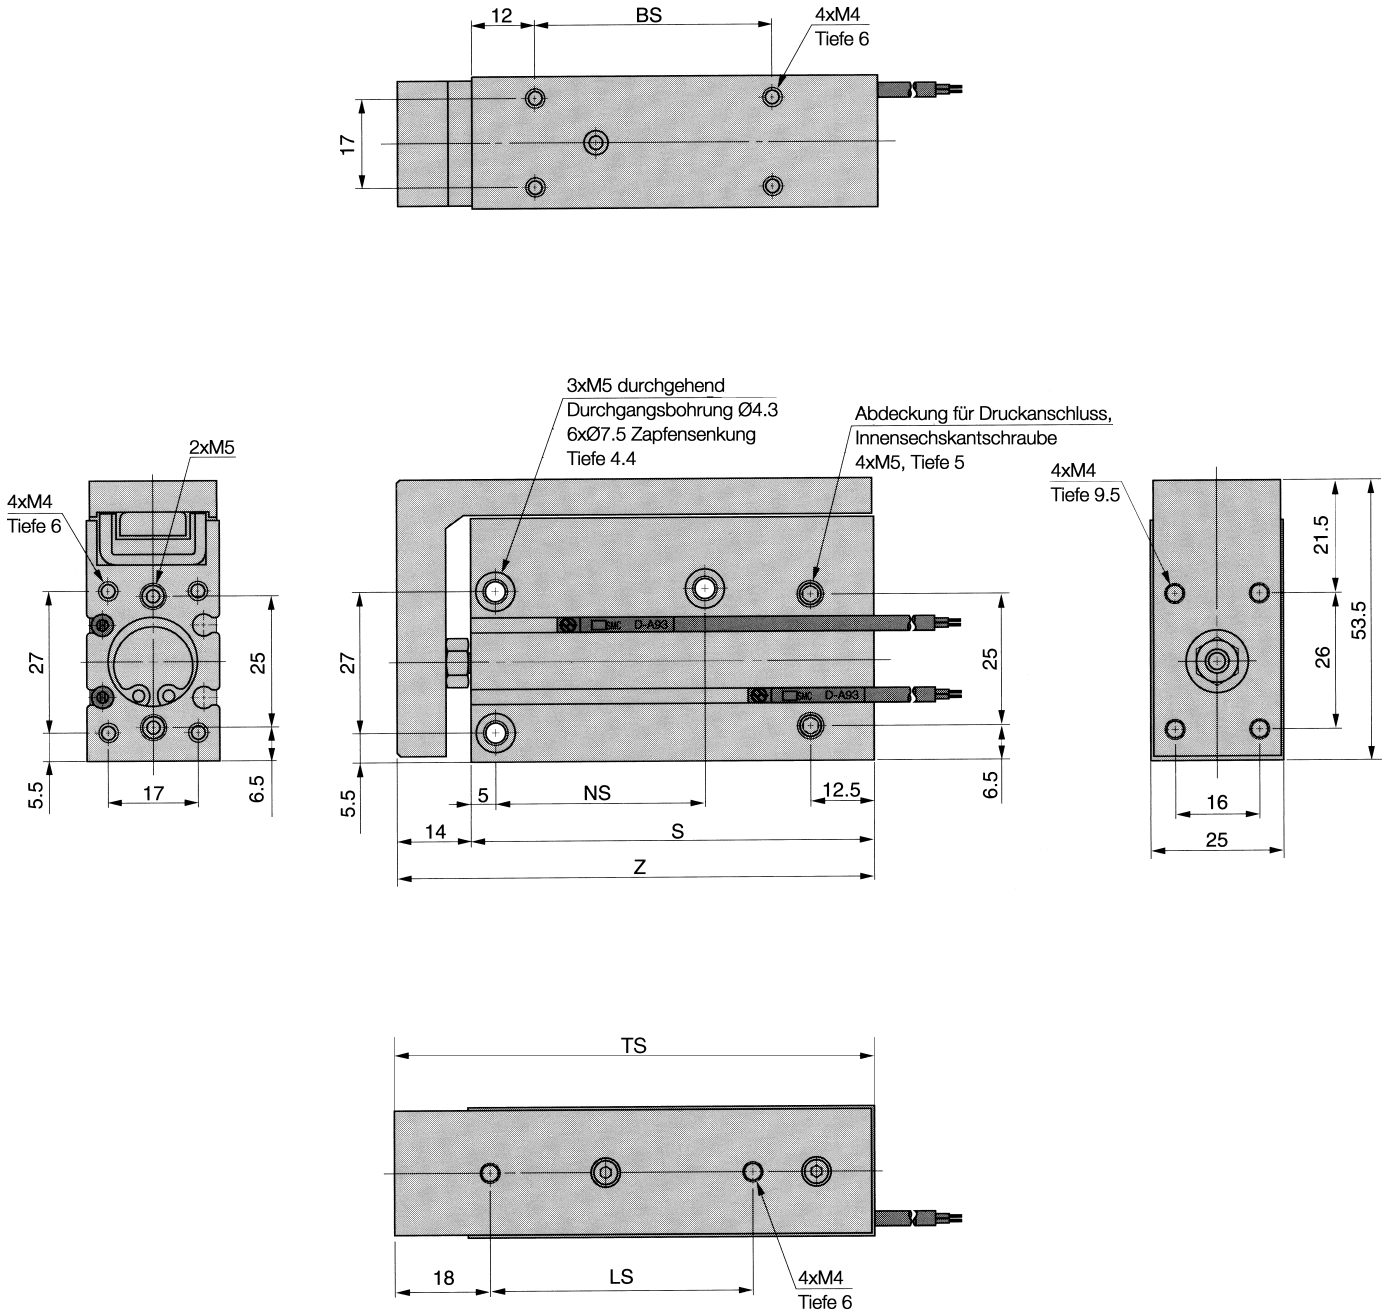 12
BS
4xM4
Tiefe 6
17
3xM5 durchgehend
Durchgangsbohrung Ø4.3
6xØ7.5 Zapfensenkung
Tiefe 4.4
Abdeckung für Druckanschluss,
Innensechskantschraube
4xM5, Tiefe 5
2xM5
4xM4
Tiefe 6
27
25
5.5
17
6.5
SMC D-A93
SMC D-A93
27
25
5.5
5
NS
12.5
6.5
14
S
Z
4xM4
Tiefe 9.5
21.5
53.5
26
16
25
TS
18
LS
4xM4
Tiefe 6